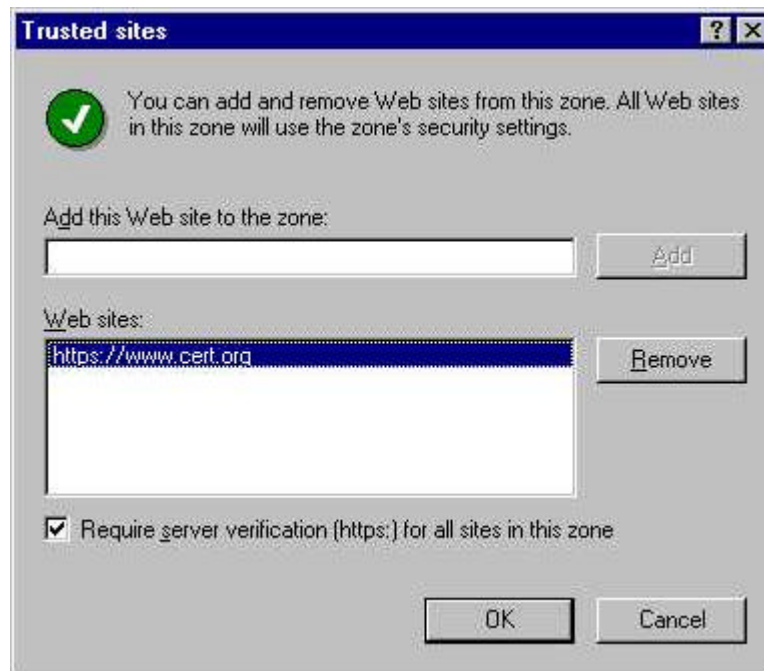 Trusted sites
You can add and remove Web sites from this zone. All Web sites
in this zone will use the zone's security settings.
Add this Web site to the zone:
Add
Web sites:
https://www.cert.org
Remove
Require server verification (https:) for all sites in this zone
OK
Cancel